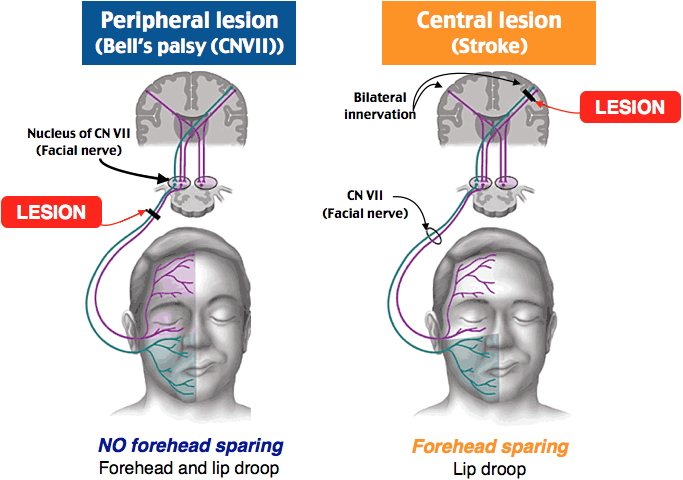 Peripheral lesion
(Bell's palsy (CNVII))
Central lesion
(Stroke)
Nucleus of CN VII
(Facial nerve)
LESION
Bilateral
innervation
LESION
CN VII
(Facial nerve)
NO forehead sparing
Forehead and lip droop
Forehead sparing
Lip droop